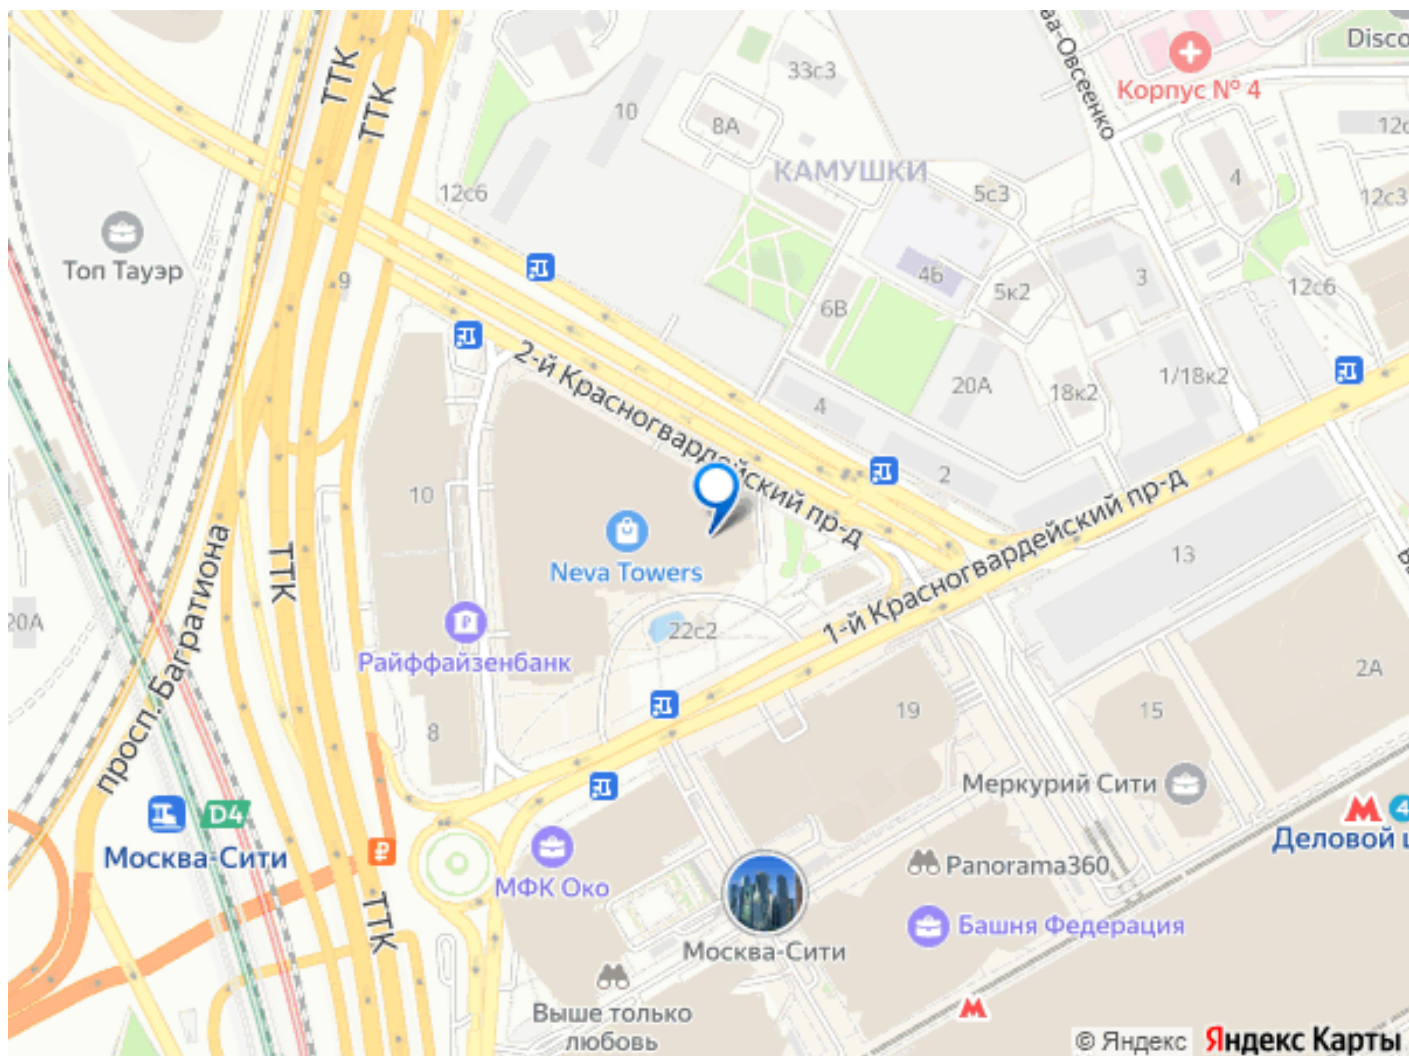 ТТК
ТТК
33с3
Disco
ваа-Овсеенко
Корпус № 4
10
8А
КАМУШКИ
12с6
5с3
4
12с3
Топ Тауэр
9
4б
5к2
3
12с6
6В
2-й Красногвардейский пр-д
20А
18к2
1/18к2
4
2
10
Neva Towers
ТТК
1-й Красногвардейский пр-д
13
20А
просп. Багратиона
Райффайзенбанк
22с2
2А
19
15
8
Меркурий Сити
D4
Москва-Сити
₽
М
4
Деловой ц
МФК Око
Panorama360
ТТК
Башня Федерация
Москва-Сити
Выше только
любовь
М
© Яндекс
Яндекс Карты